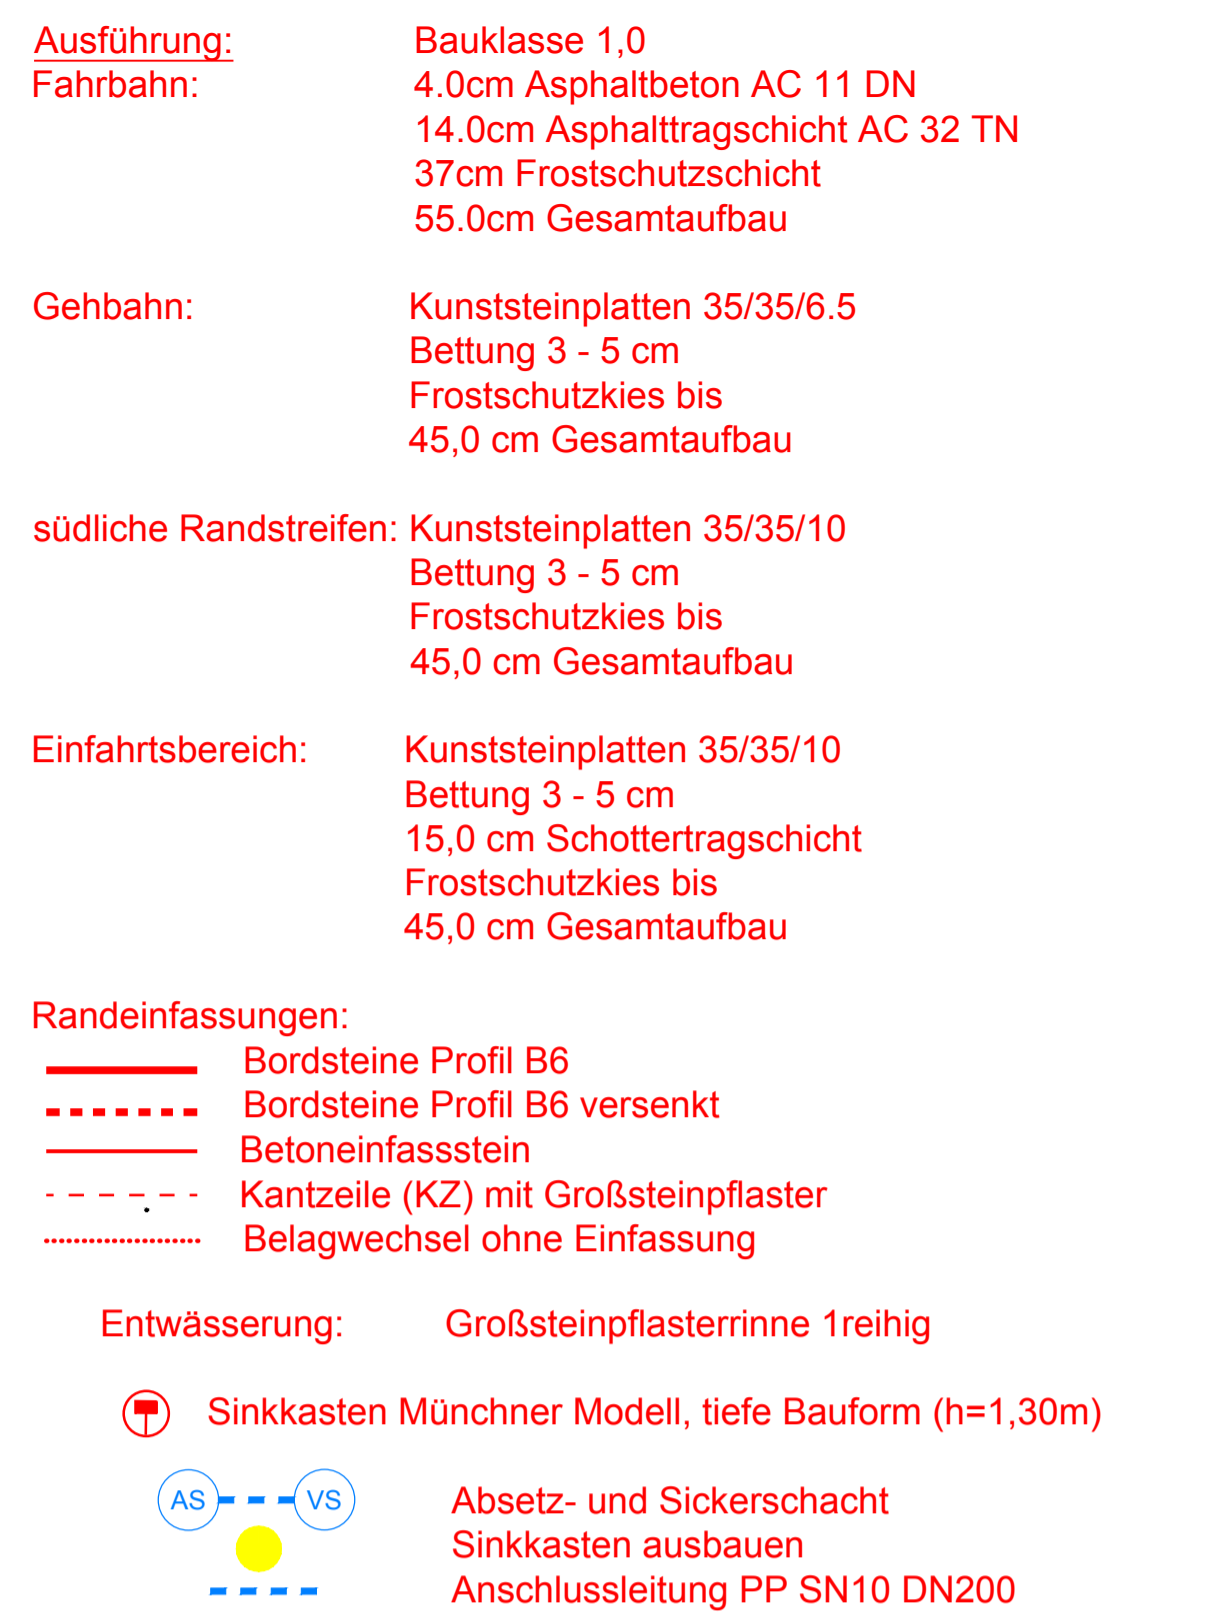 Ausführung: Bauklasse 1,0
Fahrbahn: 4.0cm Asphaltbeton AC 11 DN
14.0cm Asphalttragschicht AC 32 TN
37cm Frostschutzschicht
55.0cm Gesamtaufbau
Gehbahn: Kunststeinplatten 35/35/6.5
Bettung 3 - 5 cm
Frostschutzkies bis
45,0 cm Gesamtaufbau
südliche Randstreifen: Kunststeinplatten 35/35/10
Bettung 3 - 5 cm
Frostschutzkies bis
45,0 cm Gesamtaufbau
Einfahrtsbereich: Kunststeinplatten 35/35/10
Bettung 3 - 5 cm
15,0 cm Schottertragschicht
Frostschutzkies bis
45,0 cm Gesamtaufbau
Randeinfassungen:
Bordsteine Profil B6
Bordsteine Profil B6 versenkt
Betoneinfassstein
Kantzeile (KZ) mit Großsteinpflaster
Belagwechsel ohne Einfassung
Entwässerung: Großsteinpflasterrinne 1reihig
Sinkkasten Münchner Modell, tiefe Bauform (h=1,30m)
AS VS Absetz- und Sickerschacht
Sinkkasten ausbauen
Anschlussleitung PP SN10 DN200